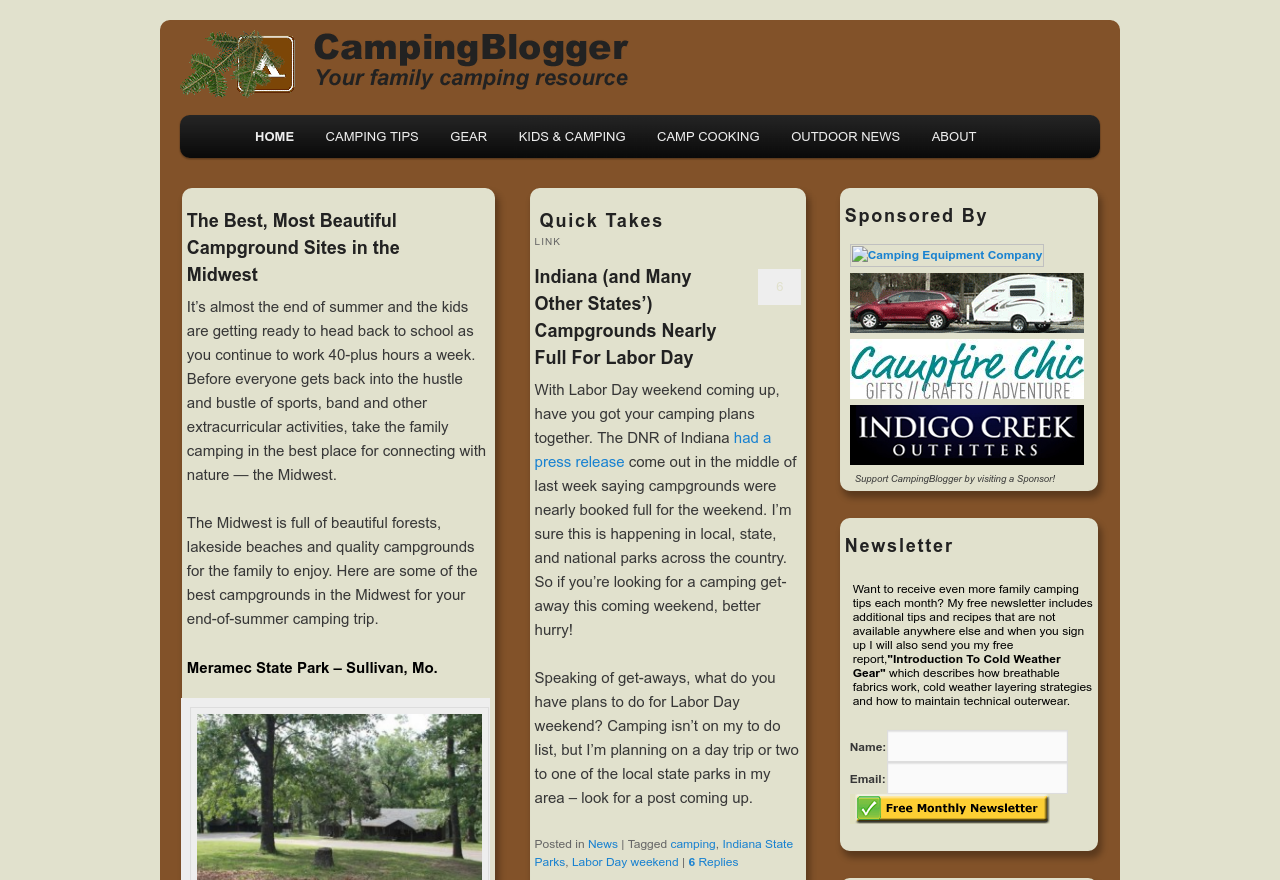 CampingBlogger
Your family camping resource
HOME CAMPING TIPS GEAR KIDS & CAMPING CAMP COOKING OUTDOOR NEWS ABOUT
The Best, Most Beautiful
Campground Sites in the
Midwest
It’s almost the end of summer and the kids
are getting ready to head back to school as
you continue to work 40-plus hours a week.
Before everyone gets back into the hustle
and bustle of sports, band and other
extracurricular activities, take the family
camping in the best place for connecting with
nature — the Midwest.
The Midwest is full of beautiful forests,
lakeside beaches and quality campgrounds
for the family to enjoy. Here are some of the
best campgrounds in the Midwest for your
end-of-summer camping trip.
Meramec State Park – Sullivan, Mo.
Quick Takes
LINK
Indiana (and Many
Other States’)
Campgrounds Nearly
Full For Labor Day
6
With Labor Day weekend coming up,
have you got your camping plans
together. The DNR of Indiana had a
press release come out in the middle of
last week saying campgrounds were
nearly booked full for the weekend. I’m
sure this is happening in local, state,
and national parks across the country.
So if you’re looking for a camping get-
away this coming weekend, better
hurry!
Speaking of get-aways, what do you
have plans to do for Labor Day
weekend? Camping isn’t on my to do
list, but I’m planning on a day trip or two
to one of the local state parks in my
area – look for a post coming up.
Posted in News | Tagged camping, Indiana State
Parks, Labor Day weekend | 6 Replies
Sponsored By
Camping Equipment Company
Campfire Chic
GIFTS // CRAFTS // ADVENTURE
INDIGO CREEK
OUTFITTERS
Support CampingBlogger by visiting a Sponsor!
Newsletter
Want to receive even more family camping
tips each month? My free newsletter includes
additional tips and recipes that are not
available anywhere else and when you sign
up I will also send you my free
report,"Introduction To Cold Weather
Gear" which describes how breathable
fabrics work, cold weather layering strategies
and how to maintain technical outerwear.
Name:
Email:
Free Monthly Newsletter